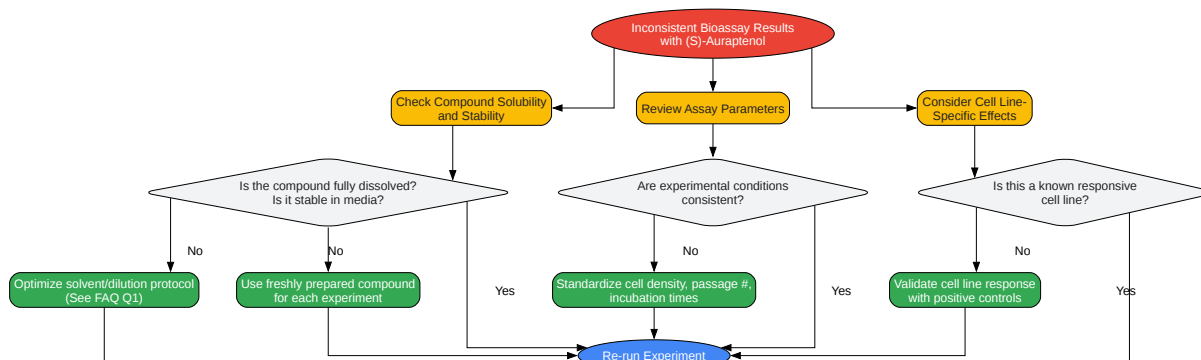 Inconsistent Bioassay Results
with (S)-Auraptenol
Check Compound Solubility
and Stability
Review Assay Parameters
Consider Cell Line-
Specific Effects
Is the compound fully dissolved?
Is it stable in media?
Are experimental conditions
consistent?
Is this a known responsive
cell line?
No
No
No
No
Optimize solvent/dilution protocol
(See FAQ Q1)
Use freshly prepared compound
for each experiment
Yes
Standardize cell density, passage #,
incubation times
Yes
Validate cell line response
with positive controls
Yes
Re-run Experiment